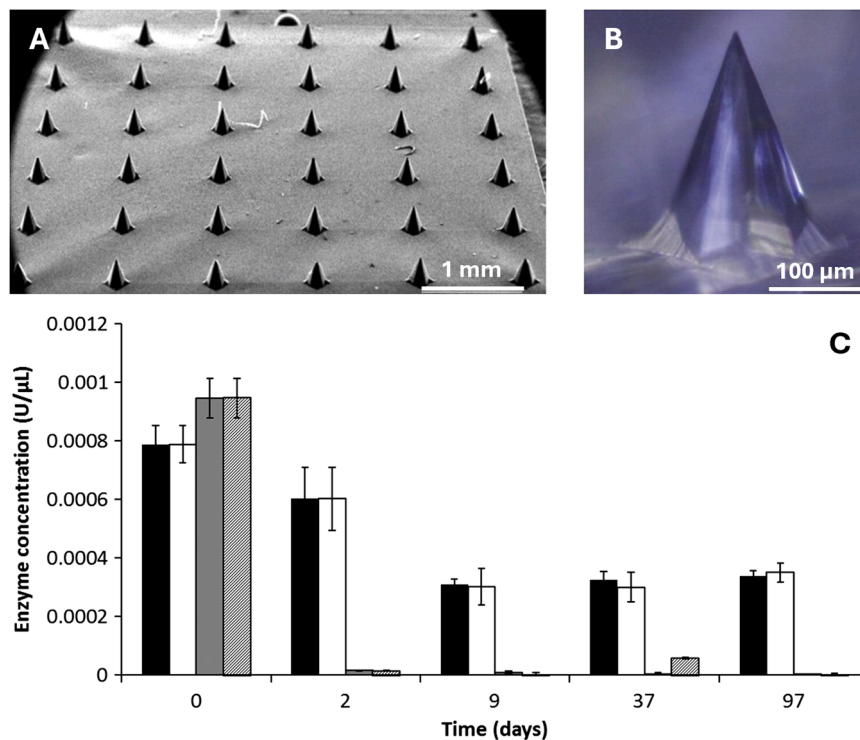 A
1 mm
B
100 µm
C
Enzyme concentration (U/µL)
0.0012
0.001
0.0008
0.0006
0.0004
0.0002
0
0 2 9 37 97
Time (days)